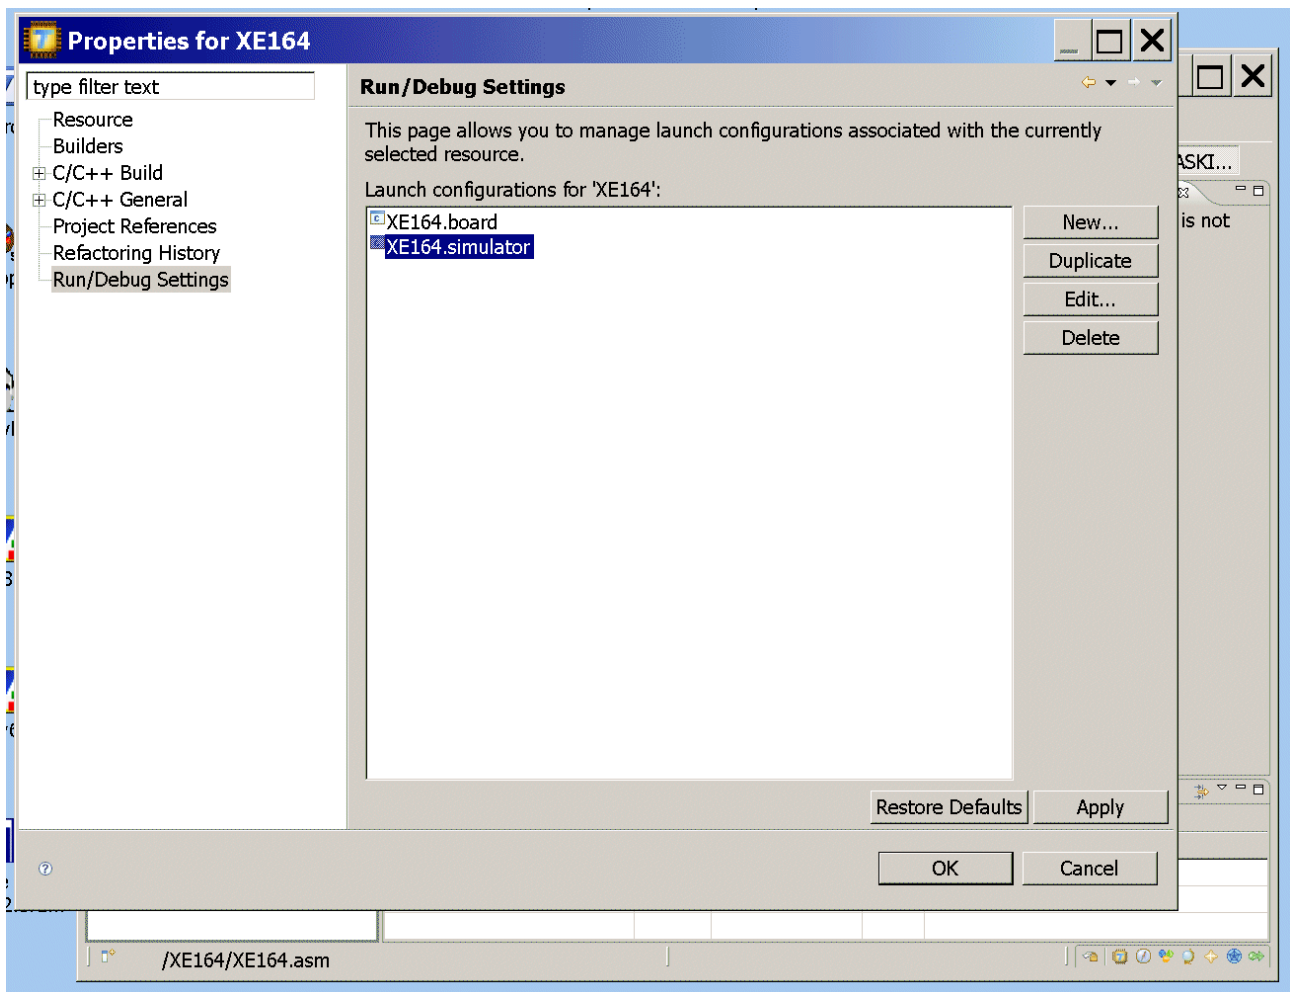 Properties for XE164
type filter text
Resource
Builders
C/C++ Build
C/C++ General
Project References
Refactoring History
Run/Debug Settings
Run/Debug Settings
This page allows you to manage launch configurations associated with the currently
selected resource.
Launch configurations for 'XE164':
XE164.board
XE164.simulator
New...
Duplicate
Edit...
Delete
Restore Defaults
Apply
OK
Cancel
ASKI...
is not
/XE164/XE164.asm